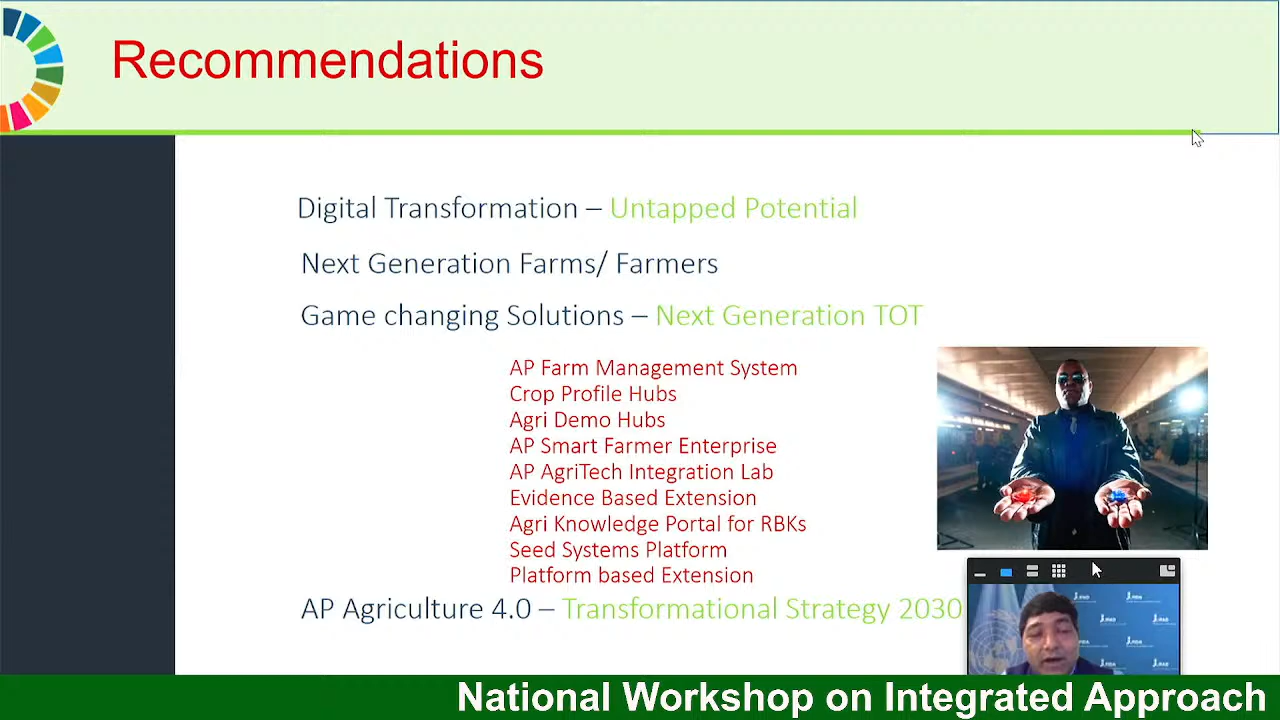 Recommendations
Digital Transformation – Untapped Potential
Next Generation Farms/ Farmers
Game changing Solutions – Next Generation TOT
AP Farm Management System
Crop Profile Hubs
Agri Demo Hubs
AP Smart Farmer Enterprise
AP AgriTech Integration Lab
Evidence Based Extension
Agri Knowledge Portal for RBKs
Seed Systems Platform
Platform based Extension
AP Agriculture 4.0 – Transformational Strategy 2030
National Workshop on Integrated Approach